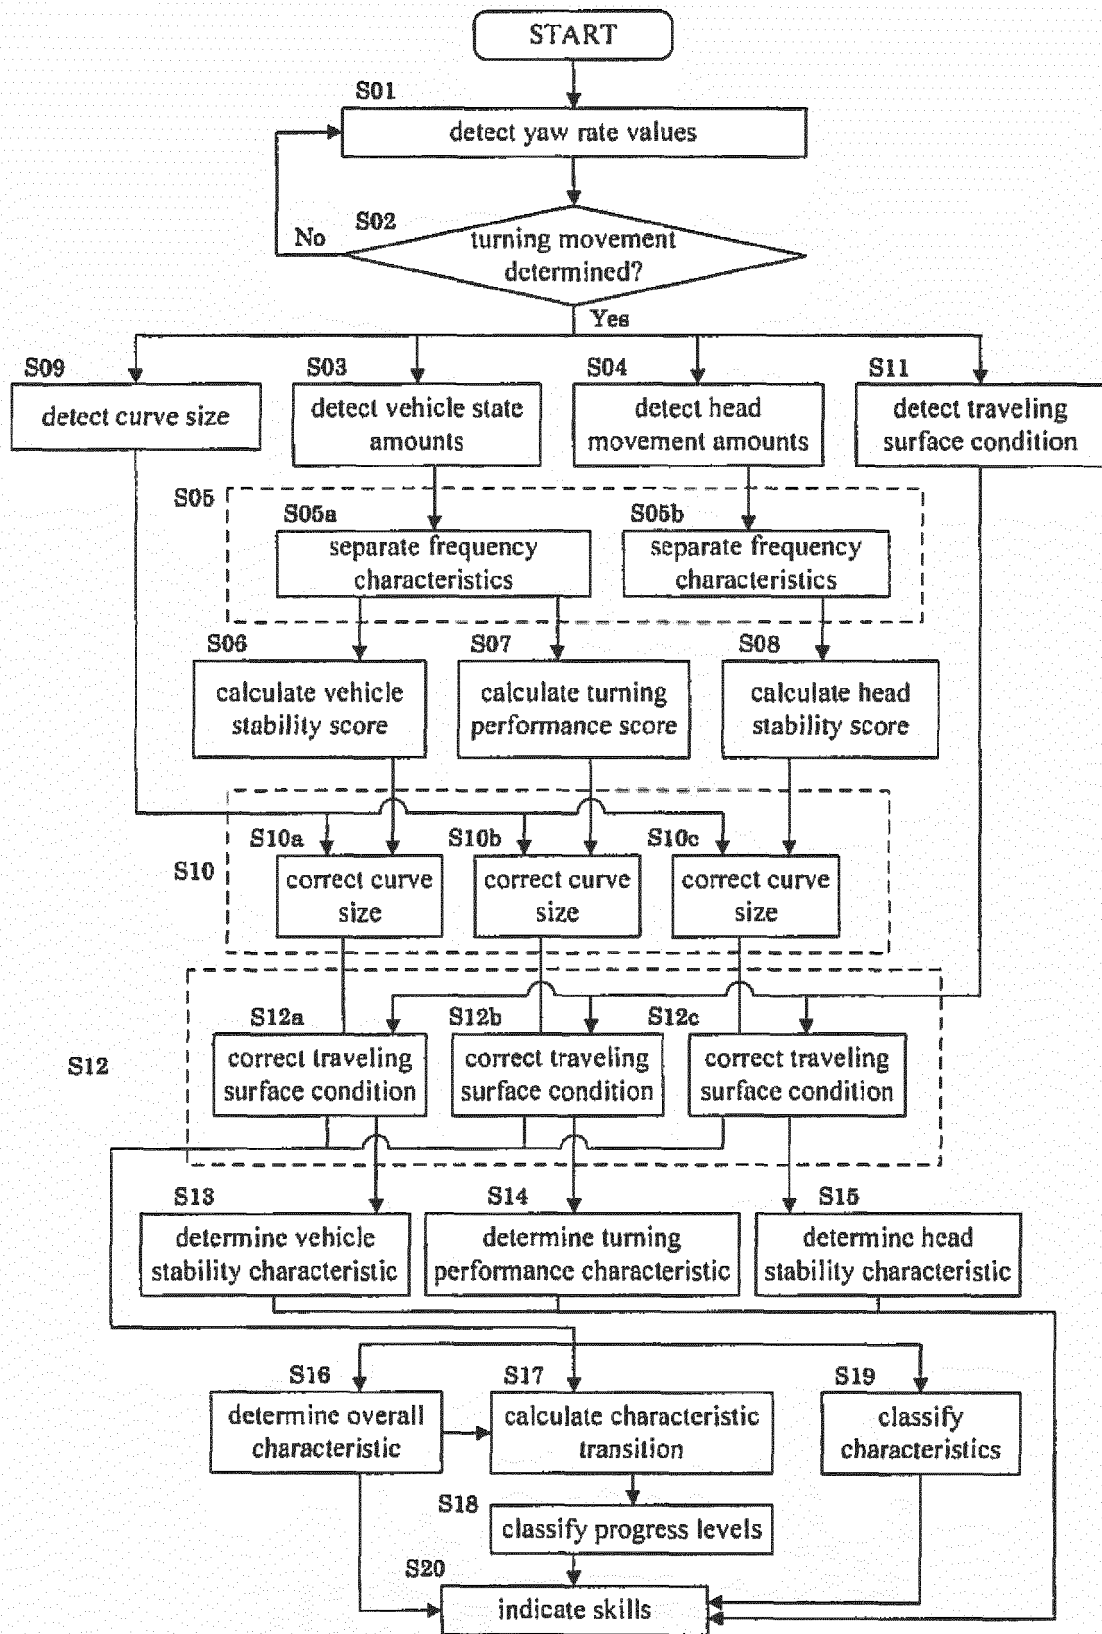 START
S01
detect yaw rate values
S02
No
turning movement
determined?
Yes
S09
detect curve size
S03
detect vehicle state
amounts
S04
detect head
movement amounts
S11
detect traveling
surface condition
S05
S05a
separate frequency
characteristics
S05b
separate frequency
characteristics
S06
calculate vehicle
stability score
S07
calculate turning
performance score
S08
calculate head
stability score
S10
S10a
correct curve
size
S10b
correct curve
size
S10c
correct curve
size
S12
S12a
correct traveling
surface condition
S12b
correct traveling
surface condition
S12c
correct traveling
surface condition
S13
determine vehicle
stability characteristic
S14
determine turning
performance characteristic
S15
determine head
stability characteristic
S16
determine overall
characteristic
S17
calculate characteristic
transition
S19
classify
characteristics
S18
classify progress levels
S20
indicate skills